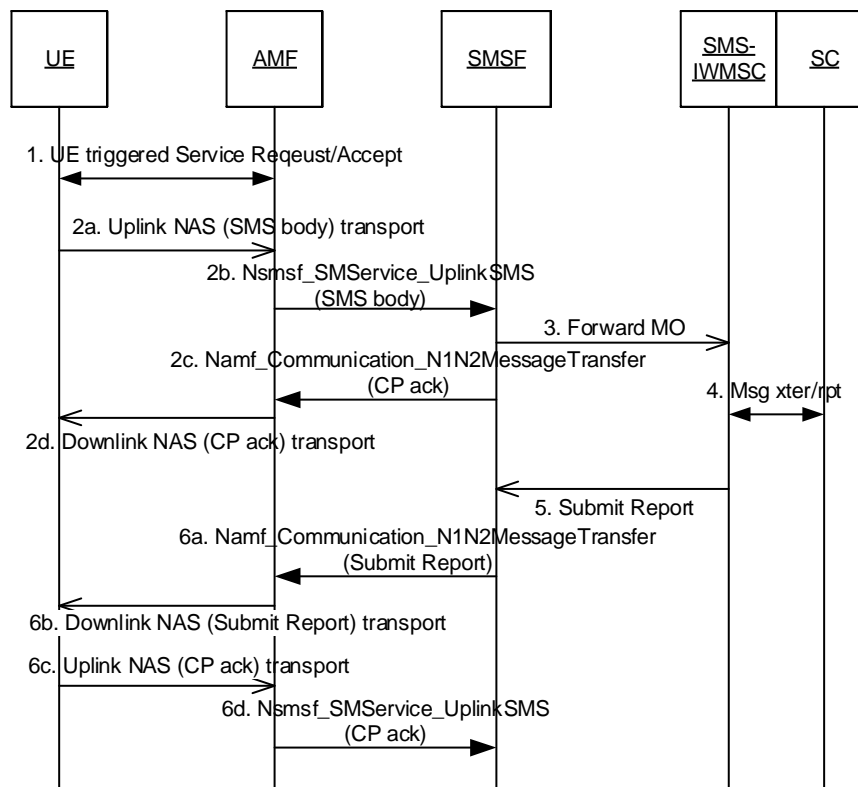 UE
AMF
SMSF
SMS-
IWMSC
SC
1. UE triggered Service Reqeust/Accept
2a. Uplink NAS (SMS body) transport
2b. Nsmsf_SMService_UplinkSMS
(SMS body)
3. Forward MO
2c. Namf_Communication_N1N2MessageTransfer
(CP ack)
4. Msg xter/rpt
2d. Downlink NAS (CP ack) transport
5. Submit Report
6a. Namf_Communication_N1N2MessageTransfer
(Submit Report)
6b. Downlink NAS (Submit Report) transport
6c. Uplink NAS (CP ack) transport
6d. Nsmsf_SMService_UplinkSMS
(CP ack)